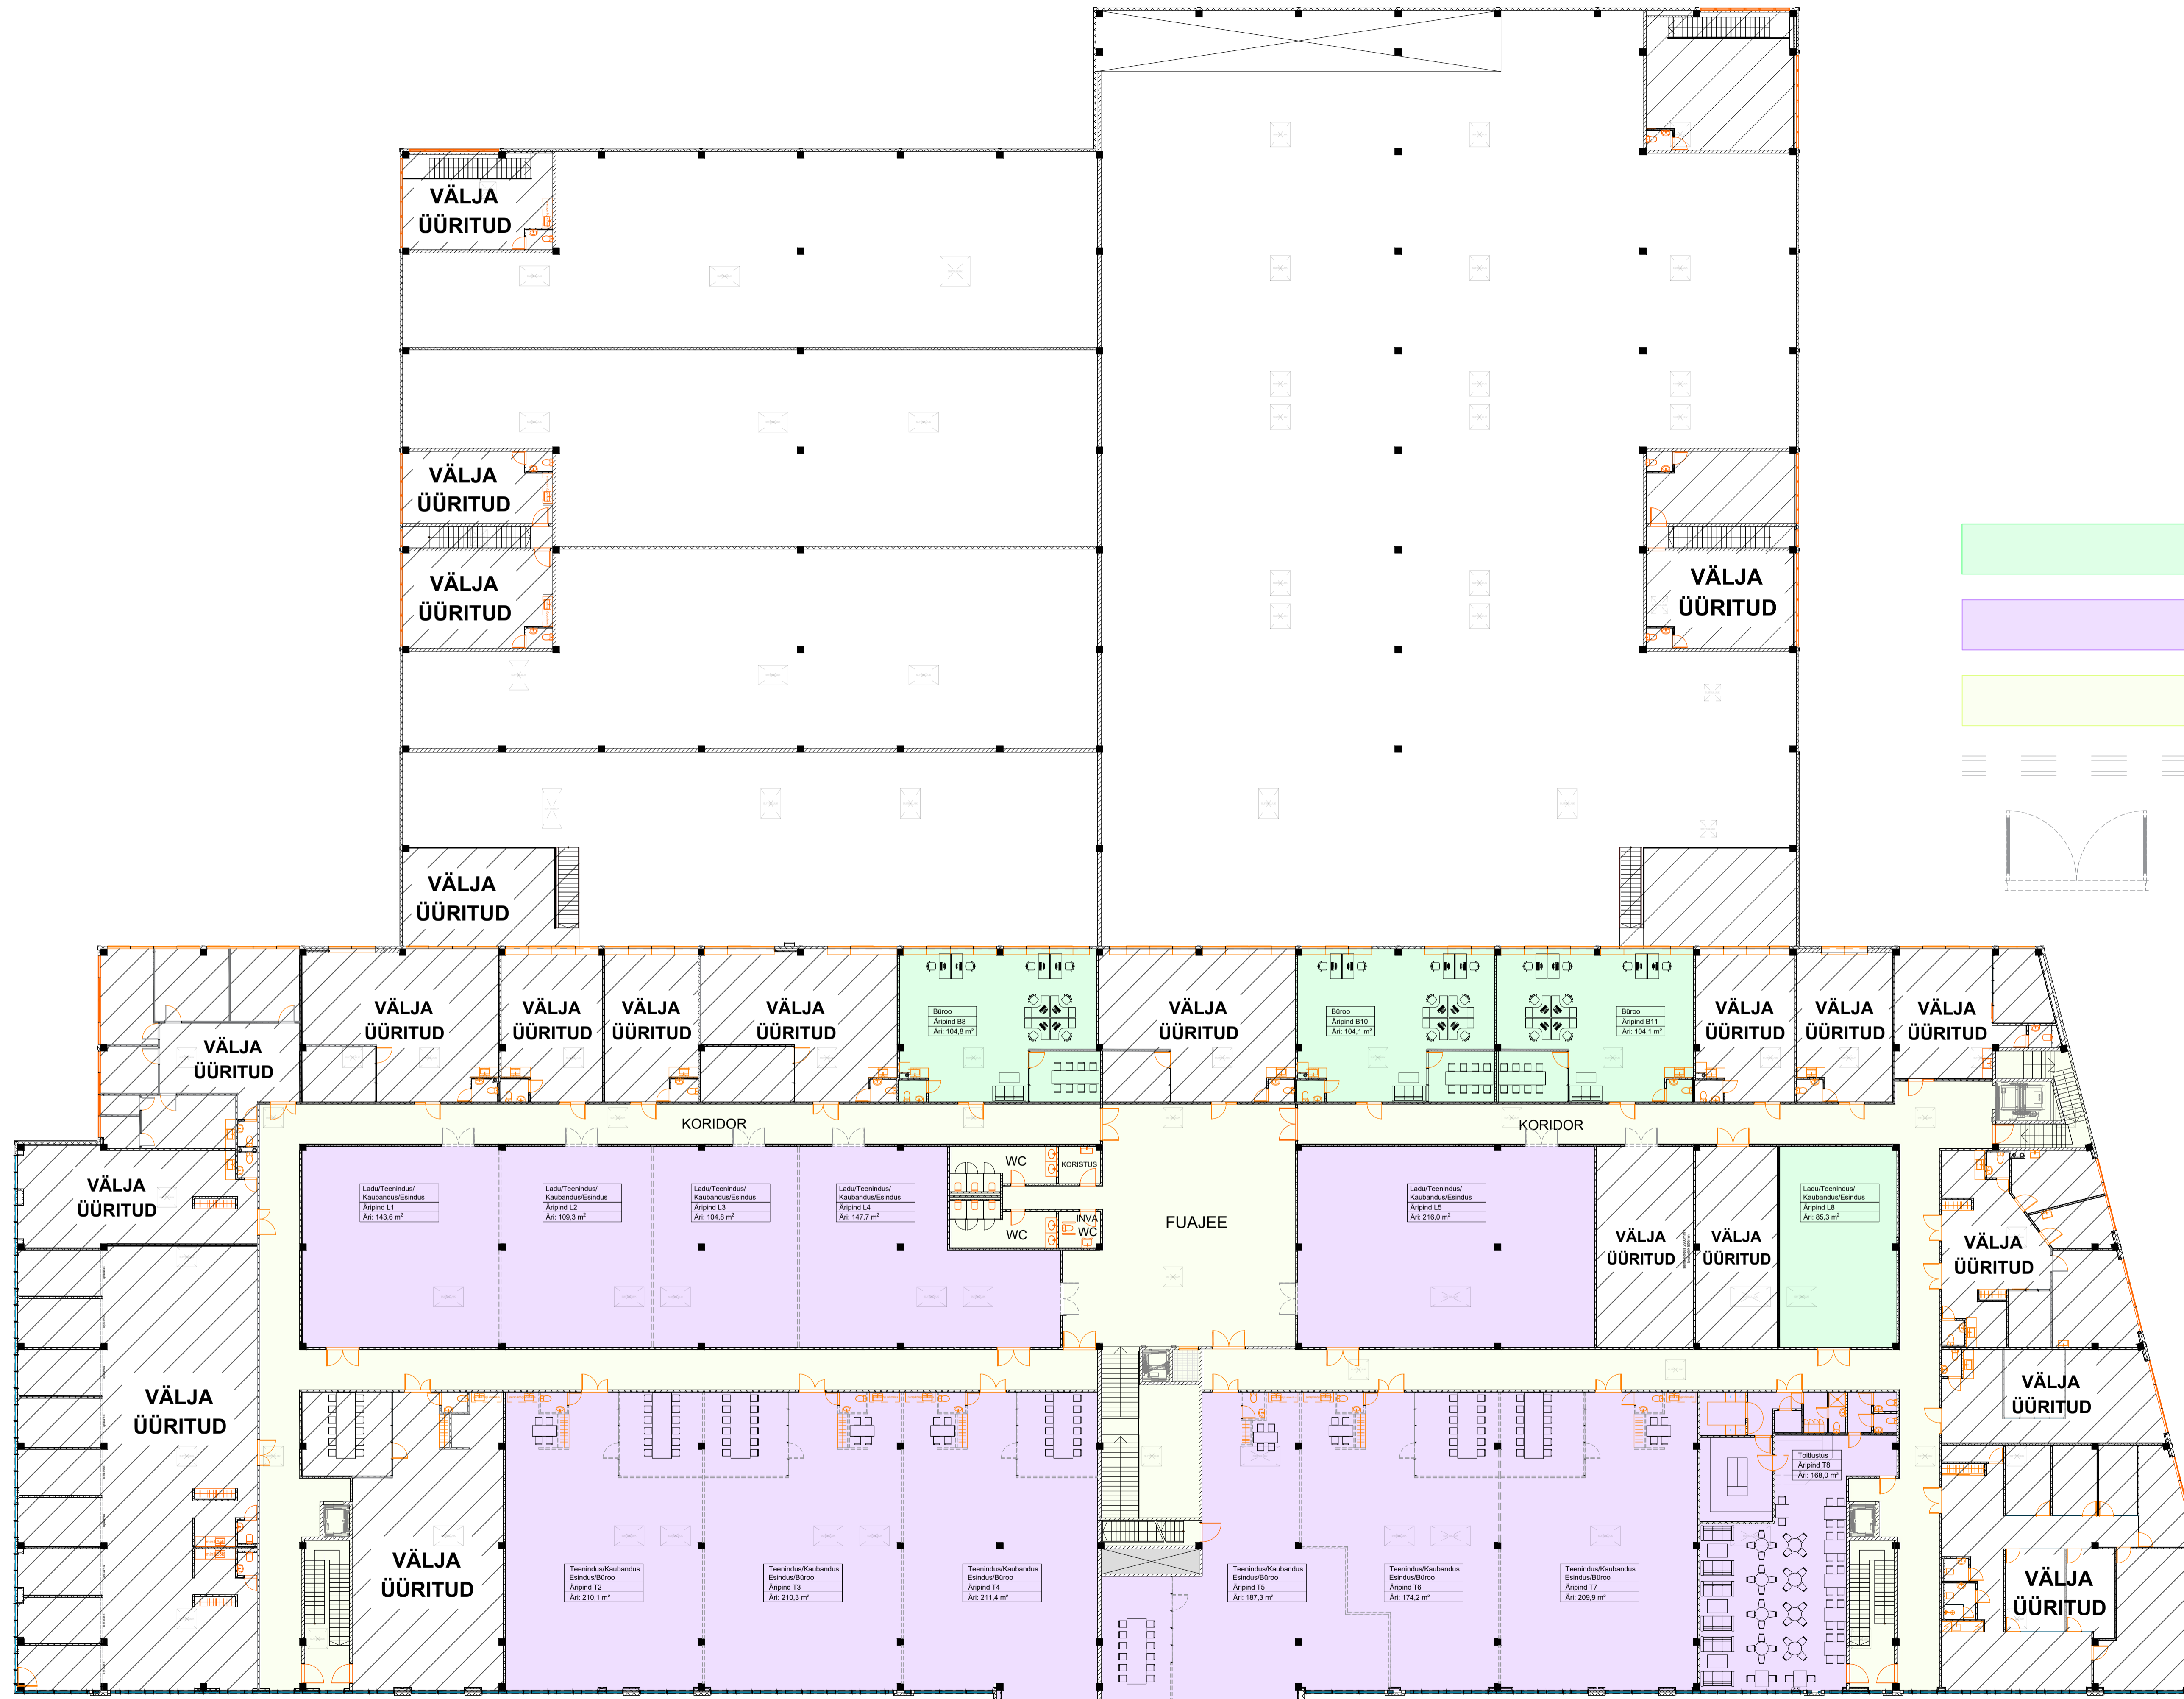 VÄLJA
ÜÜRITUD
VÄLJA
ÜÜRITUD
VÄLJA
ÜÜRITUD
VÄLJA
ÜÜRITUD
VÄLJA
ÜÜRITUD
VÄLJA
ÜÜRITUD
VÄLJA
ÜÜRITUD
VÄLJA
ÜÜRITUD
VÄLJA
ÜÜRITUD
VÄLJA
ÜÜRITUD
Büroo
Äripind B8
Äri: 104,8 m²
VÄLJA
ÜÜRITUD
Büroo
Äripind B10
Äri: 104,1 m²
Büroo
Äripind B11
Äri: 104,1 m²
VÄLJA
ÜÜRITUD
VÄLJA
ÜÜRITUD
VÄLJA
ÜÜRITUD
KORIDOR
KORIDOR
VÄLJA
ÜÜRITUD
Ladu/Teenindus/
Kaubandus/Esindus
Äripind L1
Äri: 143,6 m²
Ladu/Teenindus/
Kaubandus/Esindus
Äripind L2
Äri: 109,3 m²
Ladu/Teenindus/
Kaubandus/Esindus
Äripind L3
Äri: 104,8 m²
Ladu/Teenindus/
Kaubandus/Esindus
Äripind L4
Äri: 147,7 m²
WC
KORISTUS
WC
INVA
WC
FUAJEE
Ladu/Teenindus/
Kaubandus/Esindus
Äripind L5
Äri: 216,0 m²
VÄLJA
ÜÜRITUD
VÄLJA
ÜÜRITUD
Ladu/Teenindus/
Kaubandus/Esindus
Äripind L8
Äri: 85,3 m²
VÄLJA
ÜÜRITUD
VÄLJA
ÜÜRITUD
VÄLJA
ÜÜRITUD
VÄLJA
ÜÜRITUD
Teenindus/Kaubandus
Esindus/Büroo
Äripind T2
Äri: 210,1 m²
Teenindus/Kaubandus
Esindus/Büroo
Äripind T3
Äri: 210,3 m²
Teenindus/Kaubandus
Esindus/Büroo
Äripind T4
Äri: 211,4 m²
Teenindus/Kaubandus
Esindus/Büroo
Äripind T5
Äri: 187,3 m²
Teenindus/Kaubandus
Esindus/Büroo
Äripind T6
Äri: 174,2 m²
Teenindus/Kaubandus
Esindus/Büroo
Äripind T7
Äri: 209,9 m²
Toitlustus
Äripind T8
Äri: 168,0 m²
VÄLJA
ÜÜRITUD